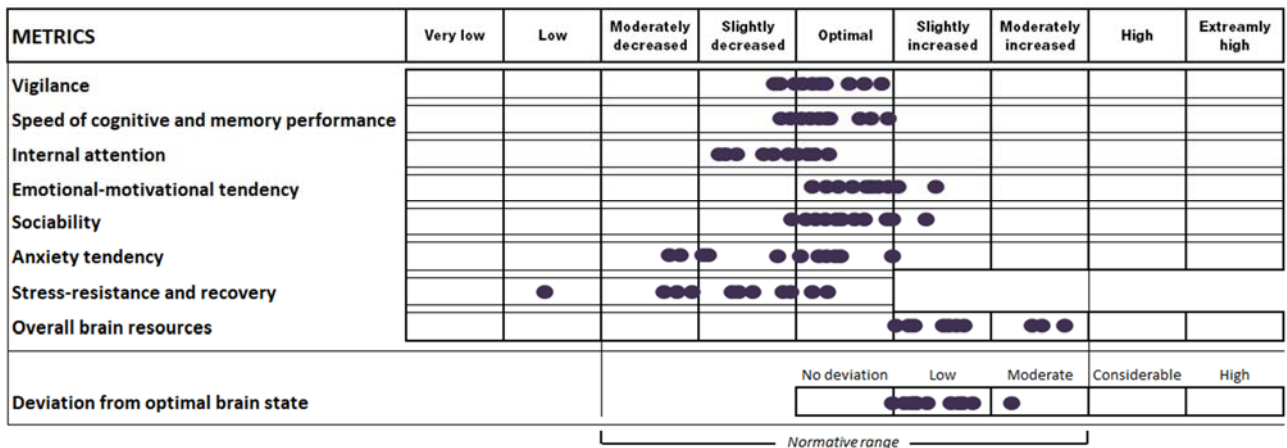 METRICS Very low Low Moderately decreased Slightly decreased Optimal Slightly increased Moderately increased High Extreamly high
Vigilance
Speed of cognitive and memory performance
Internal attention
Emotional-motivational tendency
Sociability
Anxiety tendency
Stress-resistance and recovery
Overall brain resources
No deviation Low Moderate Considerable High
Deviation from optimal brain state
Normative range